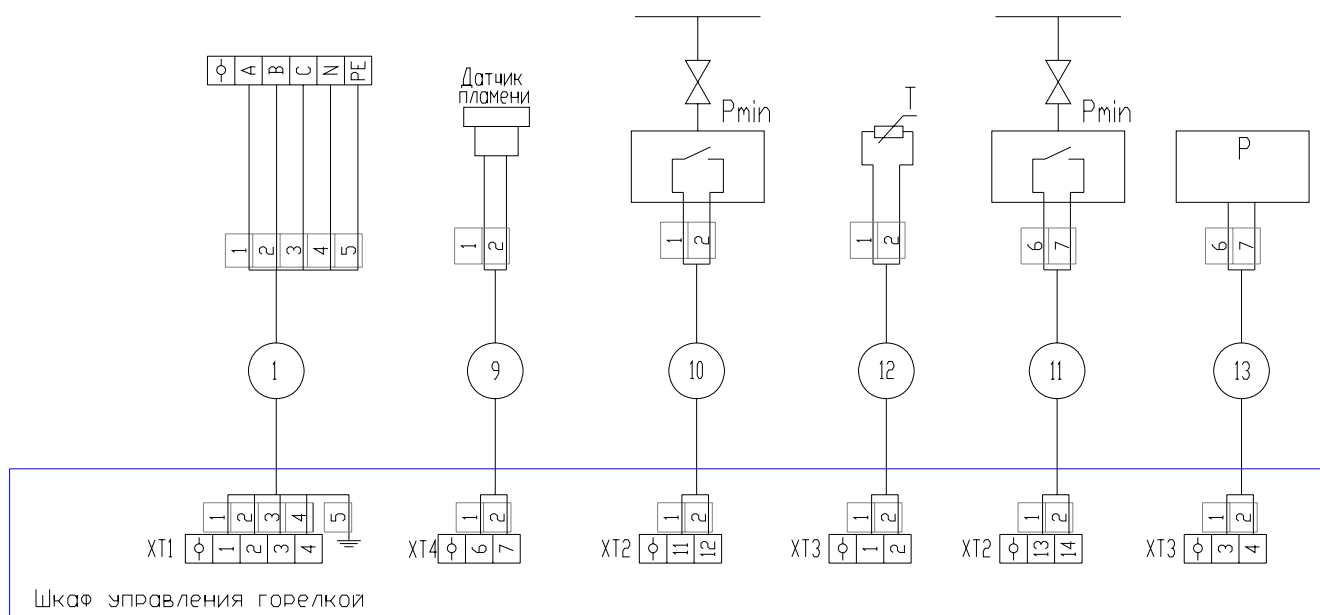 A B C N PE
Датчик
пламени
Pmin
T
Pmin
P
1 2 3 4 5
1 2
1 2
1 2
6 7
6 7
1
9
10
12
11
13
1 2 3 4 5
1 2
1 2
1 2
1 2
1 2
XT1 1 2 3 4
XT4 6 7
XT2 11 12
XT3 1 2
XT2 13 14
XT3 3 4
Шкаф управления горелкой